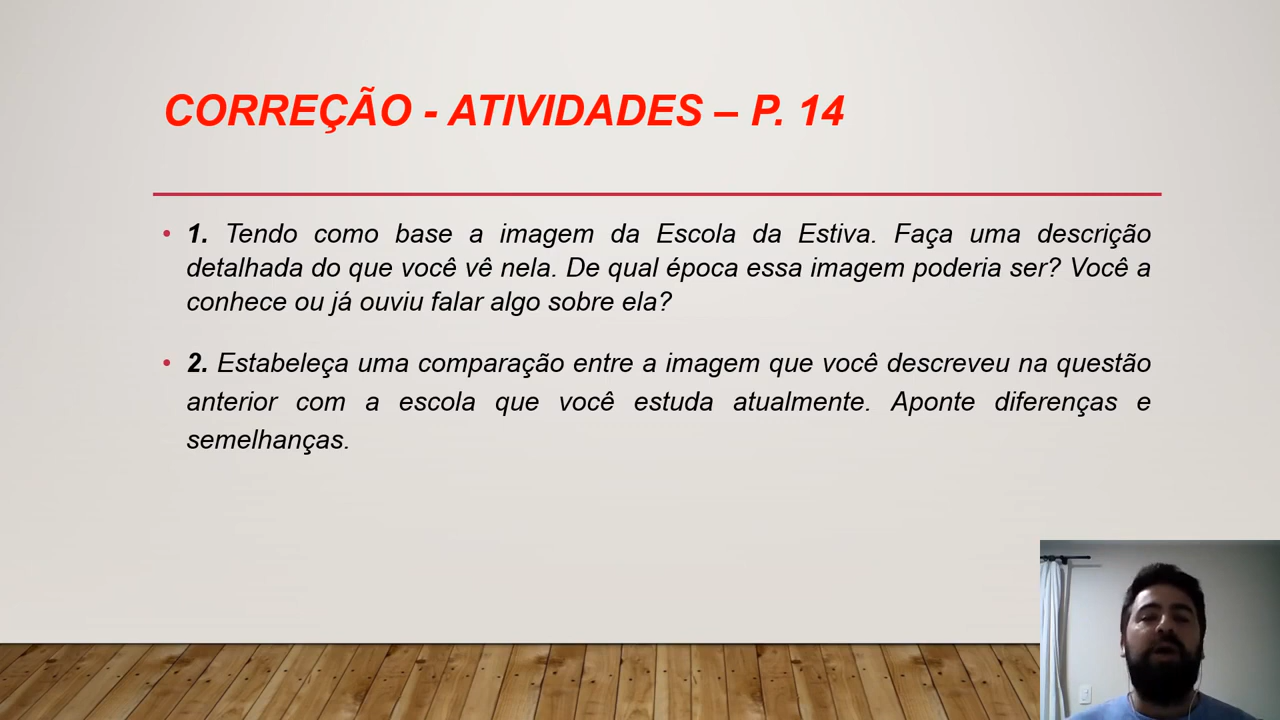 CORREÇÃO - ATIVIDADES – P. 14
• 1. Tendo como base a imagem da Escola da Estiva. Faça uma descrição
detalhada do que você vê nela. De qual época essa imagem poderia ser? Você a
conhece ou já ouviu falar algo sobre ela?
• 2. Estabeleça uma comparação entre a imagem que você descreveu na questão
anterior com a escola que você estuda atualmente. Aponte diferenças e
semelhanças.